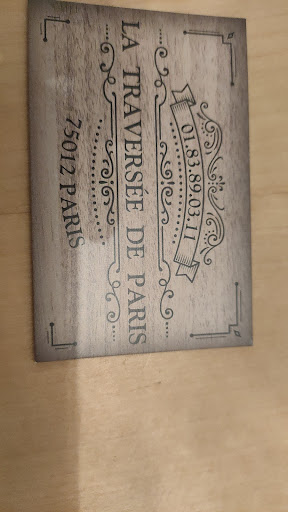 01.83.89.03.11
LA TRAVERSÉE DE PARIS
75012 PARIS